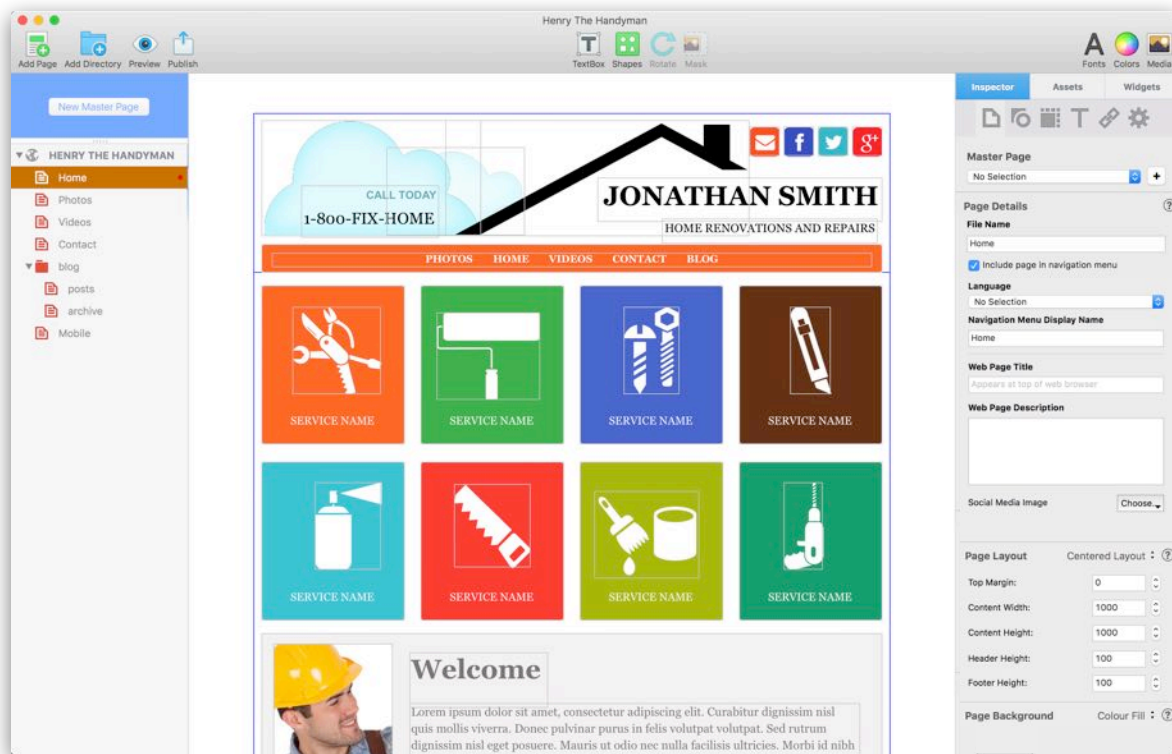 Henry The Handyman
Add Page Add Directory Preview Publish
T
TextBox Shapes Rotate Mask
A
Fonts Colors Media
New Master Page
HENRY THE HANDYMAN
Home
Photos
Videos
Contact
blog
posts
archive
Mobile
CALL TODAY
1-800-FIX-HOME
f
g+
JONATHAN SMITH
HOME RENOVATIONS AND REPAIRS
PHOTOS HOME VIDEOS CONTACT BLOG
SERVICE NAME SERVICE NAME SERVICE NAME SERVICE NAME
SERVICE NAME SERVICE NAME SERVICE NAME SERVICE NAME
Welcome
Lorem ipsum dolor sit amet, consectetur adipiscing elit. Curabitur dignissim nisl
quis mollis viverra. Donec pulvinar purus in felis volutpat volutpat. Sed rutrum
dignissim nisl eget posuere. Mauris ut odio nec nulla facilisis ultricies. Morbi id nibh
Inspector Assets Widgets
T
Master Page
No Selection +
Page Details ?
File Name
Home
Include page in navigation menu
Language
No Selection
Navigation Menu Display Name
Home
Web Page Title
Appears at top of web browser
Web Page Description
Social Media Image Choose...
Page Layout Centered Layout ?
Top Margin: 0
Content Width: 1000
Content Height: 1000
Header Height: 100
Footer Height: 100
Page Background Colour Fill ?